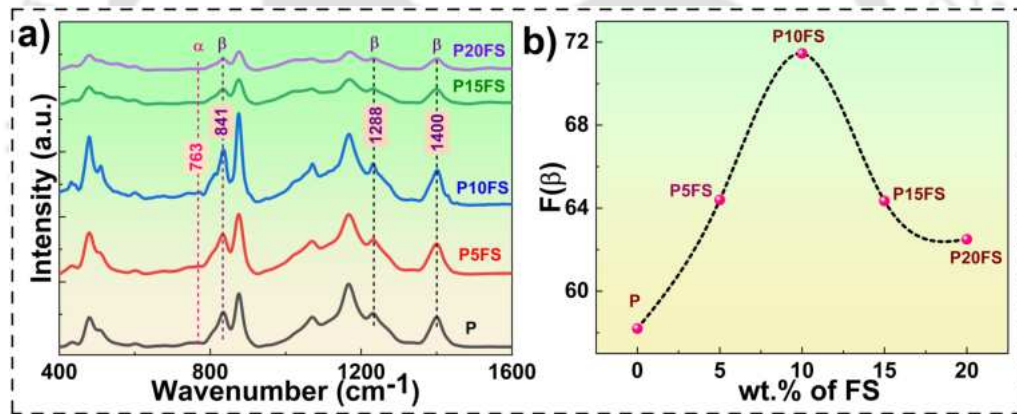 a)
α
β
β
β
P20FS
P15FS
763
841
1288
1400
P10FS
P5FS
P
Intensity (a.u.)
400
800
1200
1600
Wavenumber (cm-1)
b)
72
68
64
60
F(β)
P10FS
P5FS
P15FS
P20FS
P
0
5
10
15
20
wt.% of FS